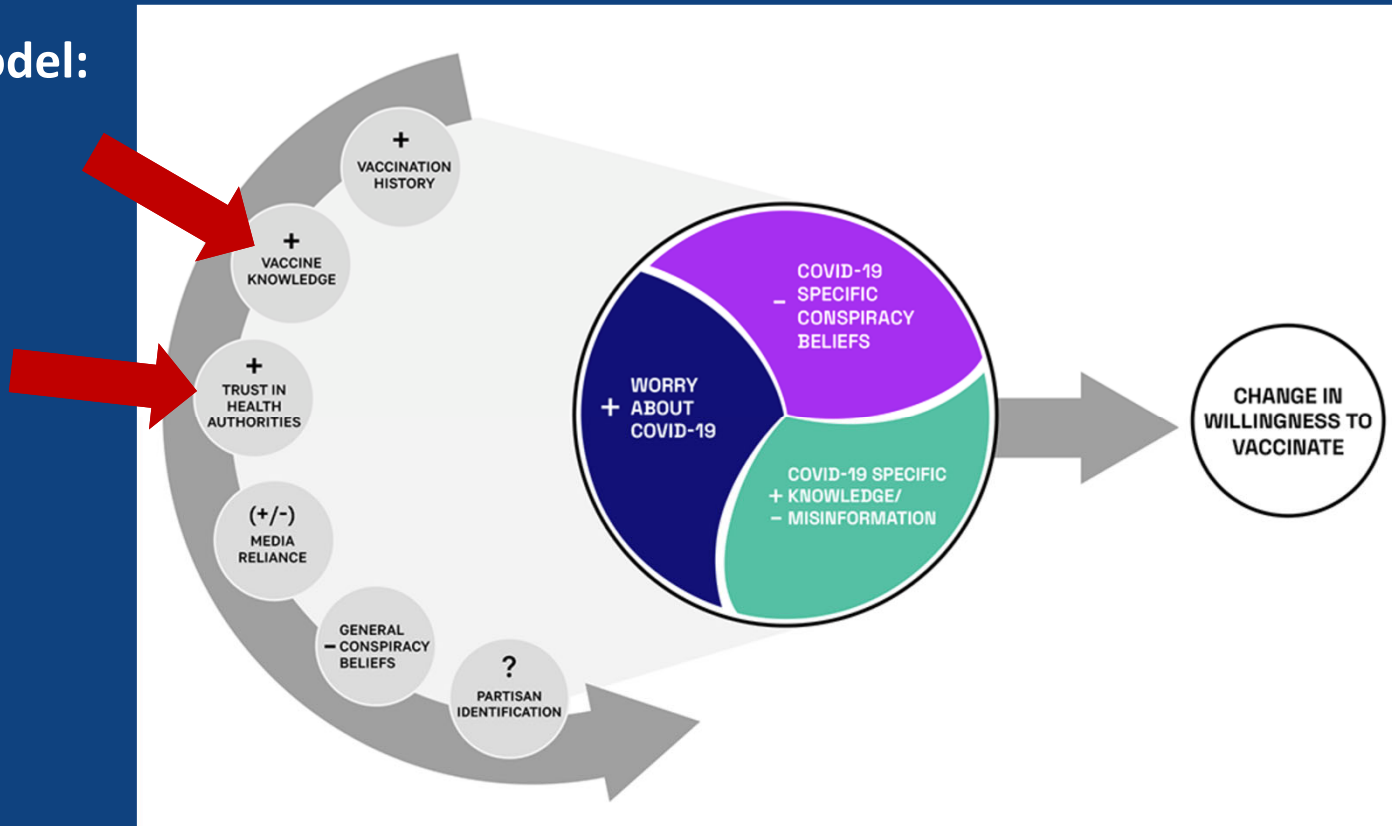 odel:
+
VACCINATION
HISTORY
+
VACCINE
KNOWLEDGE
+
TRUST IN
HEALTH
AUTHORITIES
(+/-)
MEDIA
RELIANCE
GENERAL
– CONSPIRACY
BELIEFS
?
PARTISAN
IDENTIFICATION
COVID-19
– SPECIFIC
CONSPIRACY
BELIEFS
WORRY
+ ABOUT
COVID-19
COVID-19 SPECIFIC
+ KNOWLEDGE/
– MISINFORMATION
CHANGE IN
WILLINGNESS TO
VACCINATE